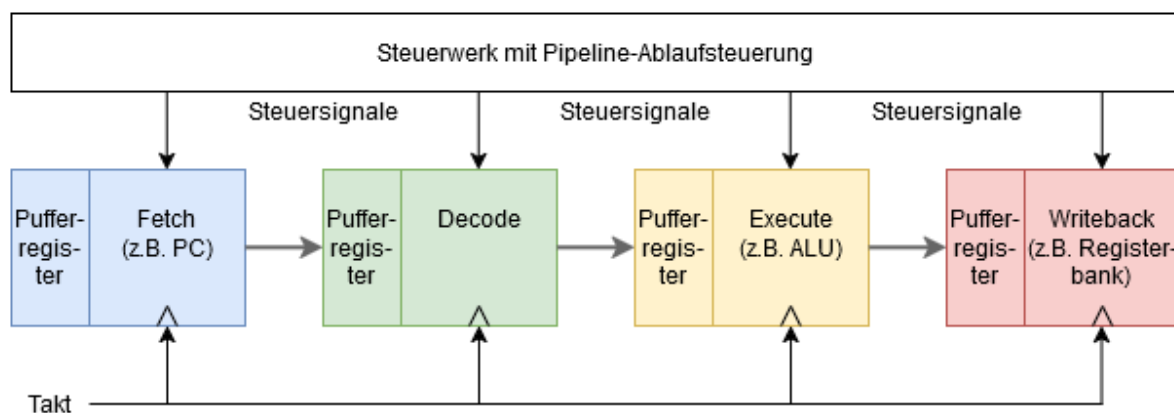 Steuerwerk mit Pipeline-Ablaufsteuerung
Steuersignale
Steuersignale
Steuersignale
Puffer-
regis-
ter
Fetch
(z.B. PC)
Puffer-
regis-
ter
Decode
Puffer-
regis-
ter
Execute
(z.B. ALU)
Puffer-
regis-
ter
Writeback
(z.B. Register-
bank)
Takt